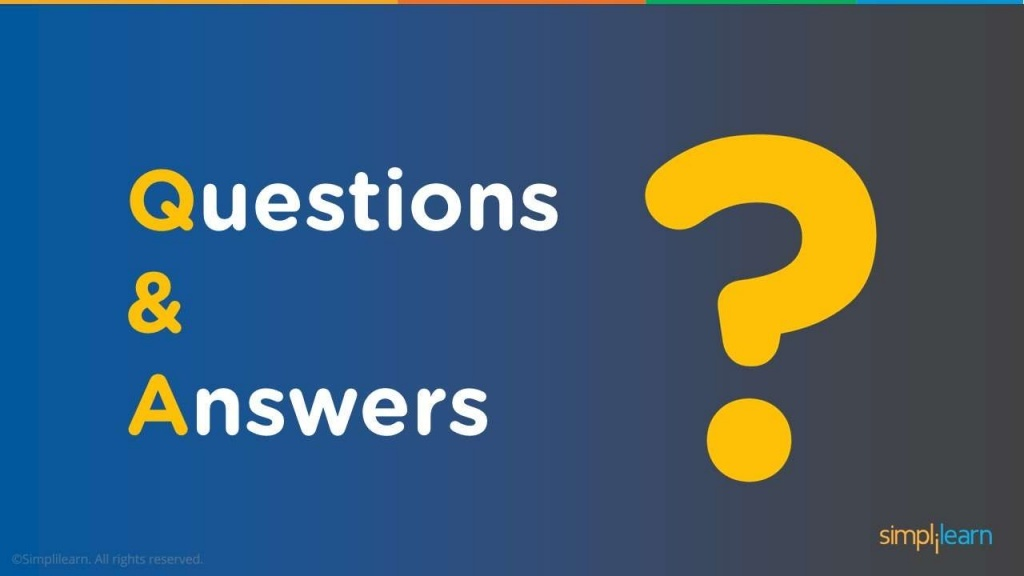 Questions
&
Answers
?
simplilearn
©Simplilearn. All rights reserved.